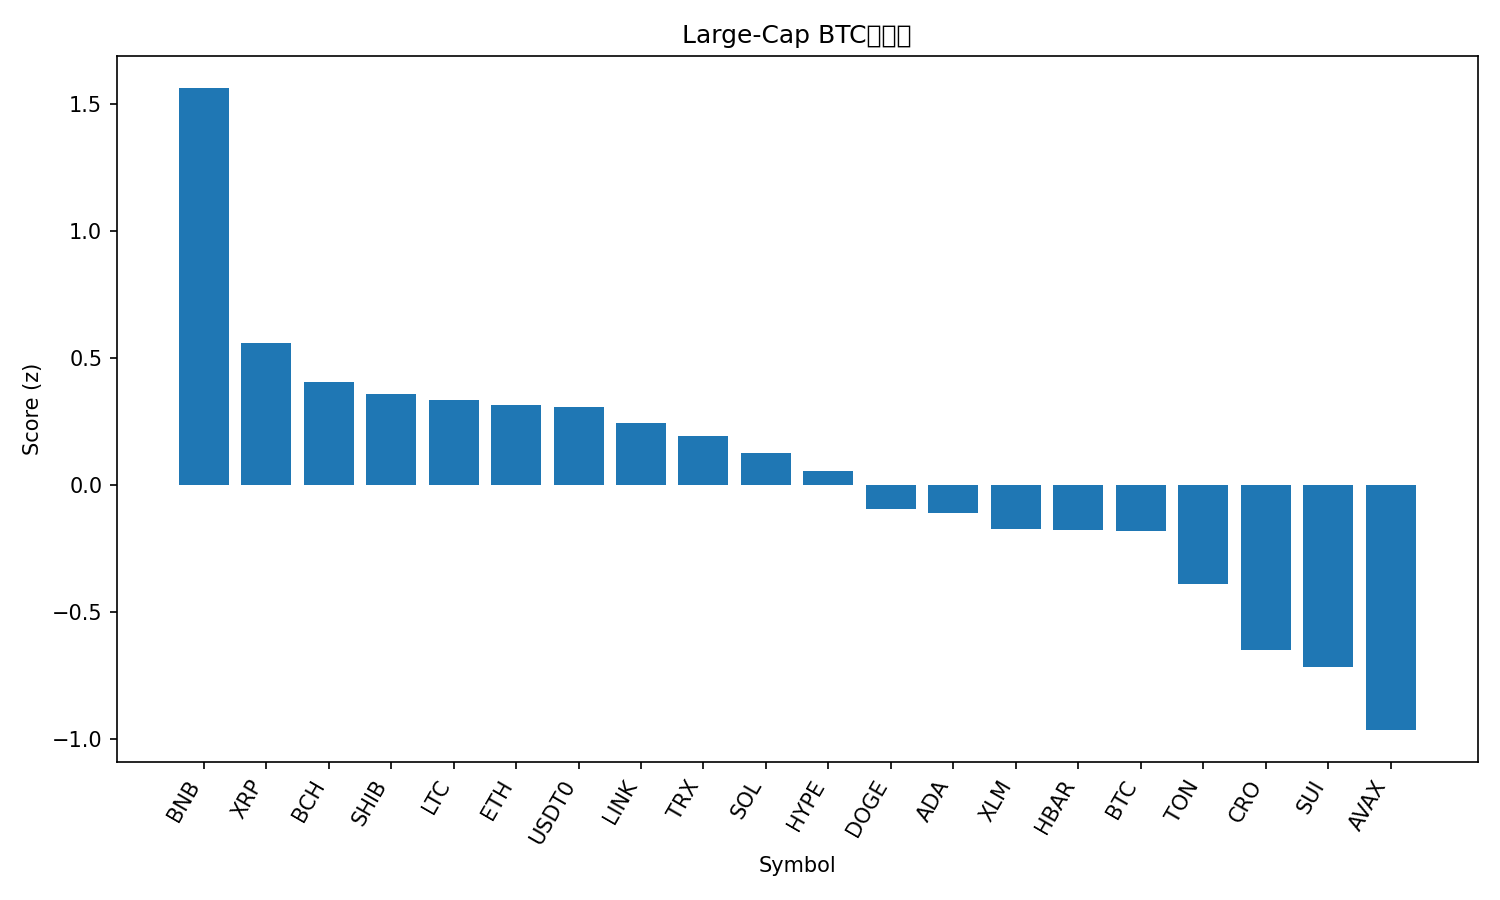 Large-Cap BTC
Score (z)
1.5
1.0
0.5
0.0
−0.5
−1.0
BNB
XRP
BCH
SHIB
LTC
ETH
USDT0
LINK
TRX
SOL
HYPE
DOGE
ADA
XLM
HBAR
BTC
TON
CRO
SUI
AVAX
Symbol